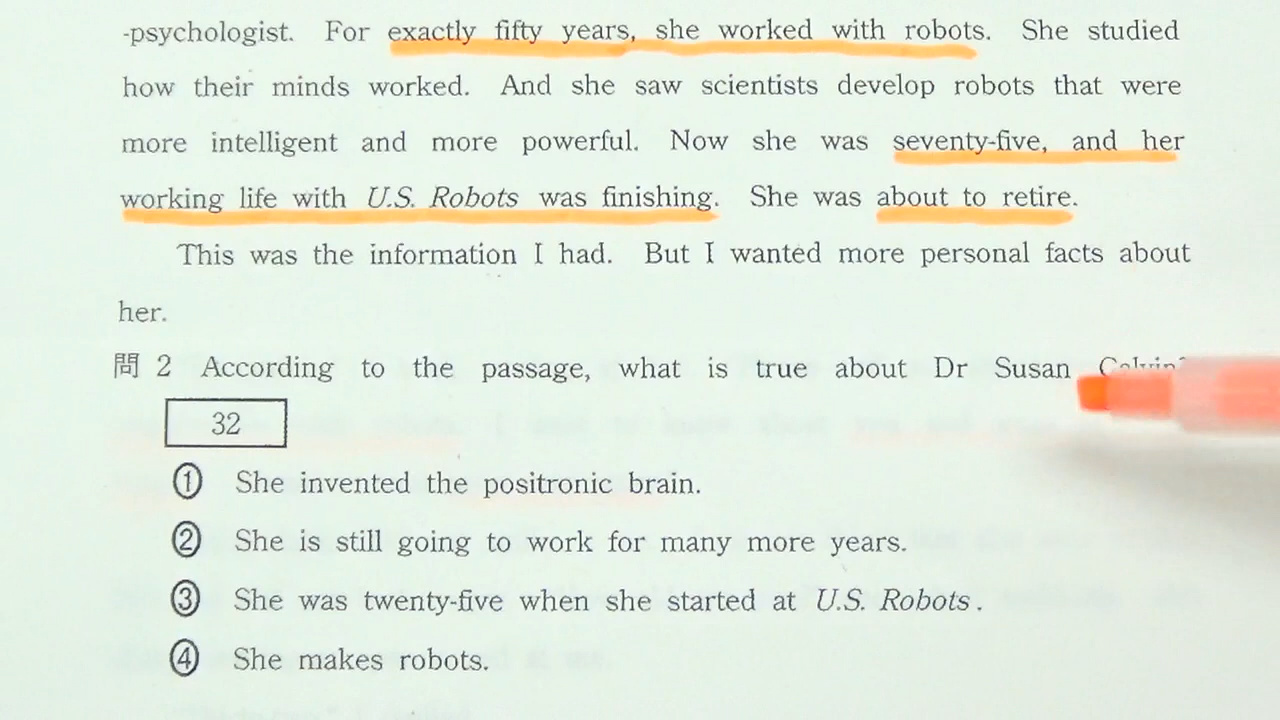 -psychologist. For exactly fifty years, she worked with robots. She studied
how their minds worked. And she saw scientists develop robots that were
more intelligent and more powerful. Now she was seventy-five, and her
working life with U.S. Robots was finishing. She was about to retire.
This was the information I had. But I wanted more personal facts about
her.
問 2 According to the passage, what is true about Dr Susan Calvin?
32
① She invented the positronic brain.
② She is still going to work for many more years.
③ She was twenty-five when she started at U.S. Robots.
④ She makes robots.